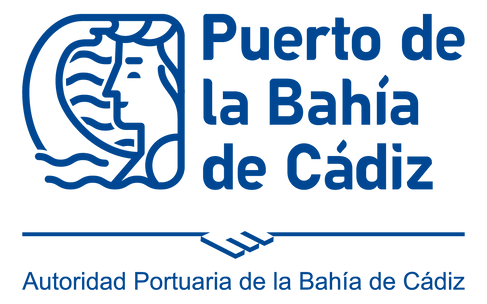 Puerto de
la Bahía
de Cádiz
Autoridad Portuaria de la Bahía de Cádiz